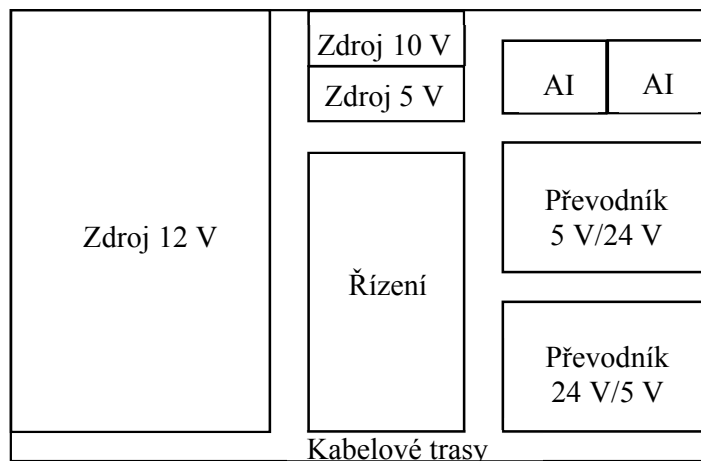 Zdroj 12 V
Zdroj 10 V
Zdroj 5 V
Řízení
AI
AI
Převodník
5 V/24 V
Převodník
24 V/5 V
Kabelové trasy